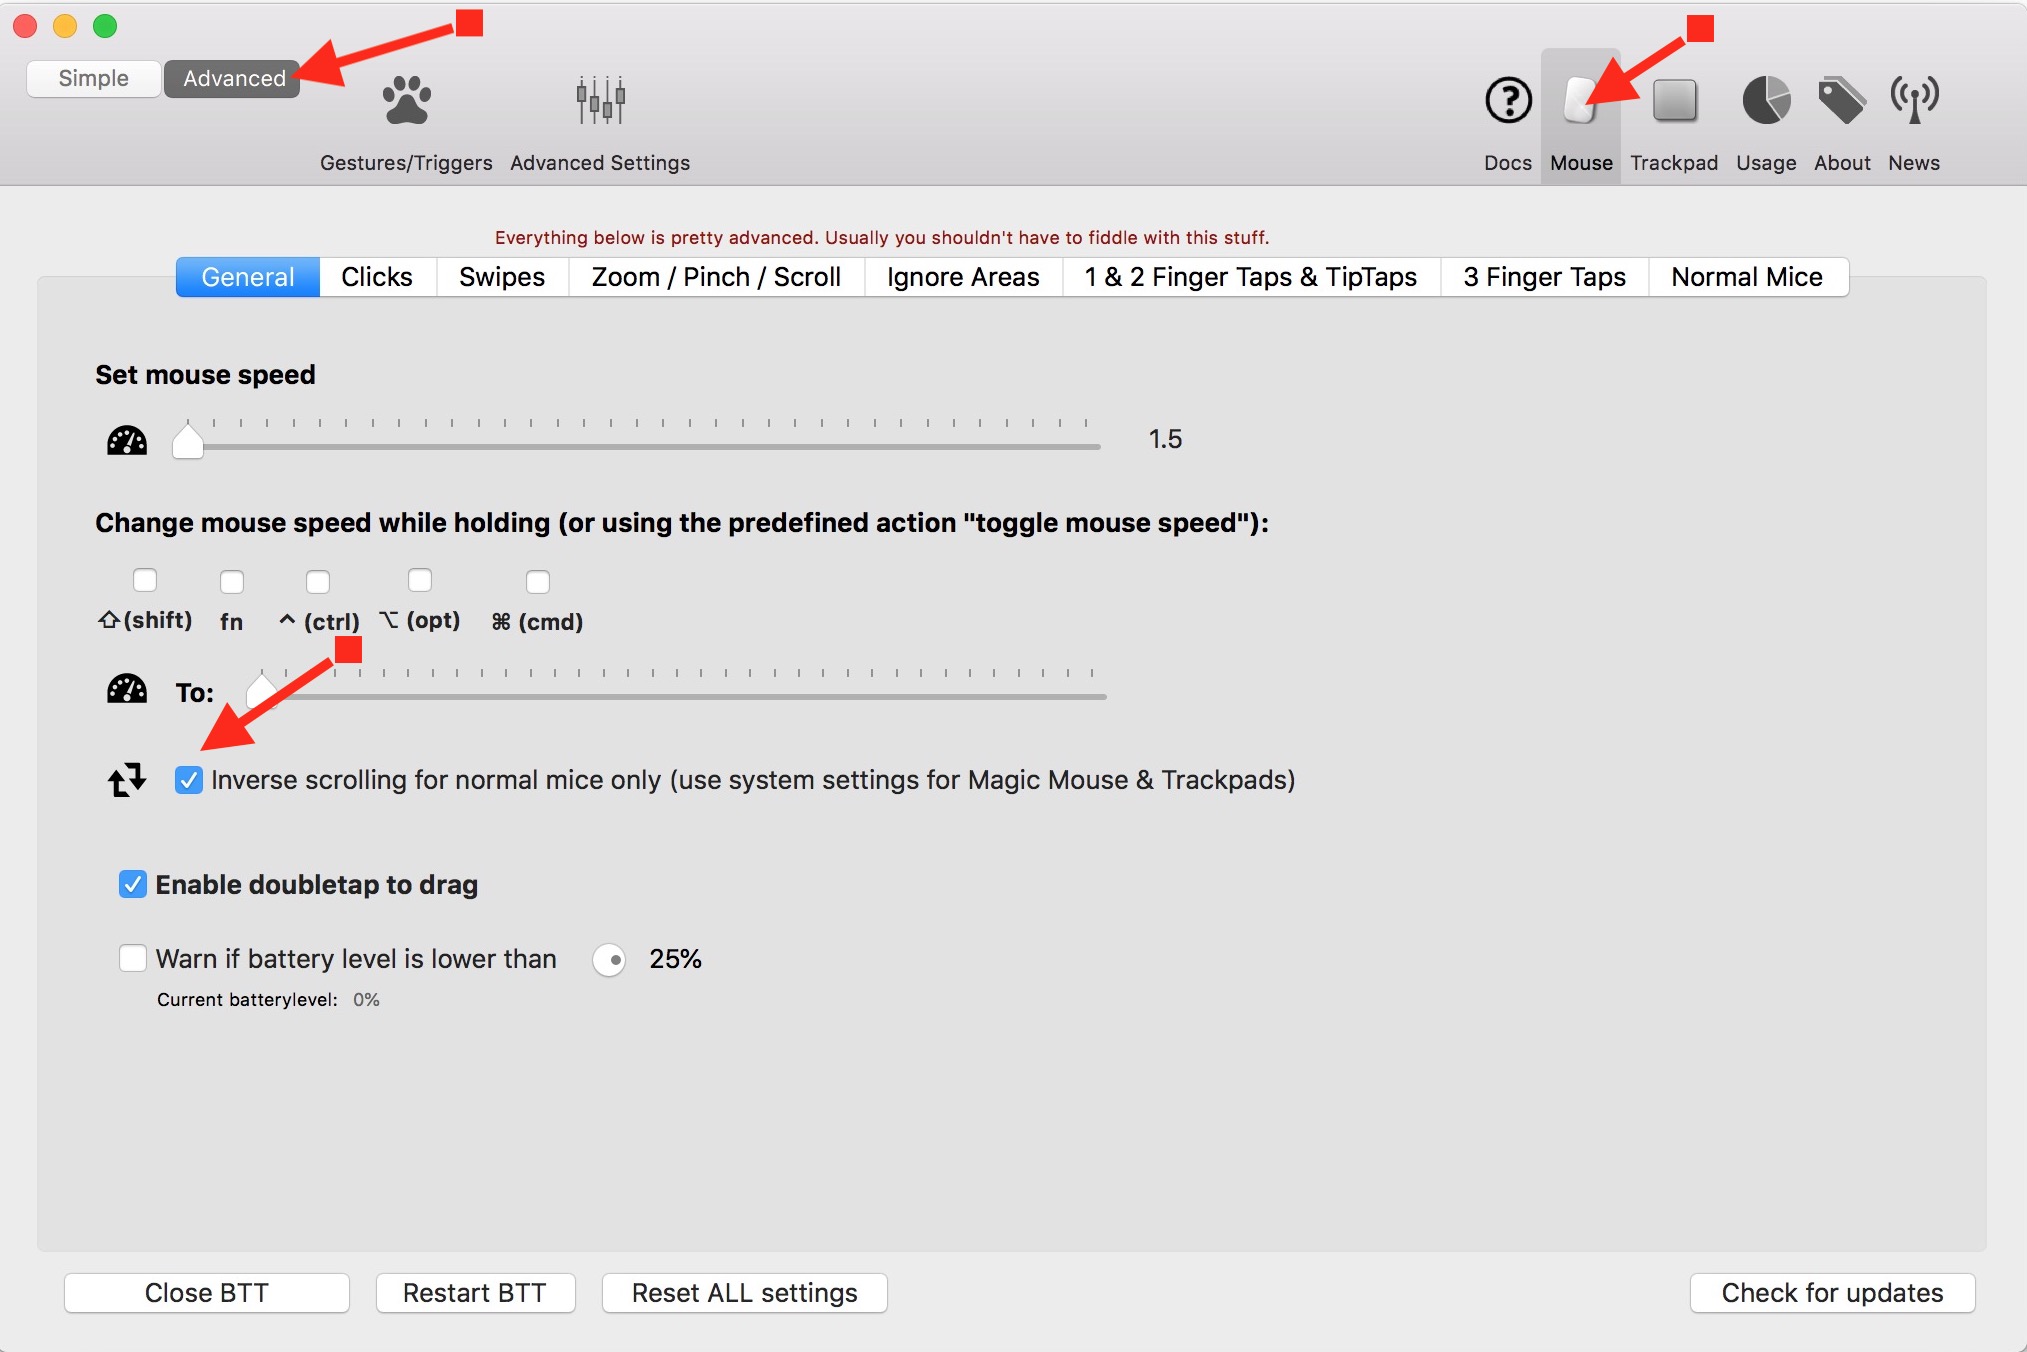 Simple Advanced
Gestures/Triggers Advanced Settings Docs Mouse Trackpad Usage About News
Everything below is pretty advanced. Usually you shouldn't have to fiddle with this stuff.
General Clicks Swipes Zoom / Pinch / Scroll Ignore Areas 1 & 2 Finger Taps & TipTaps 3 Finger Taps Normal Mice
Set mouse speed
1.5
Change mouse speed while holding (or using the predefined action "toggle mouse speed"):
⇧(shift) fn ^ (ctrl) ⌥ (opt) ⌘ (cmd)
To:
Inverse scrolling for normal mice only (use system settings for Magic Mouse & Trackpads)
Enable doubletap to drag
Warn if battery level is lower than 25%
Current batterylevel: 0%
Close BTT Restart BTT Reset ALL settings Check for updates